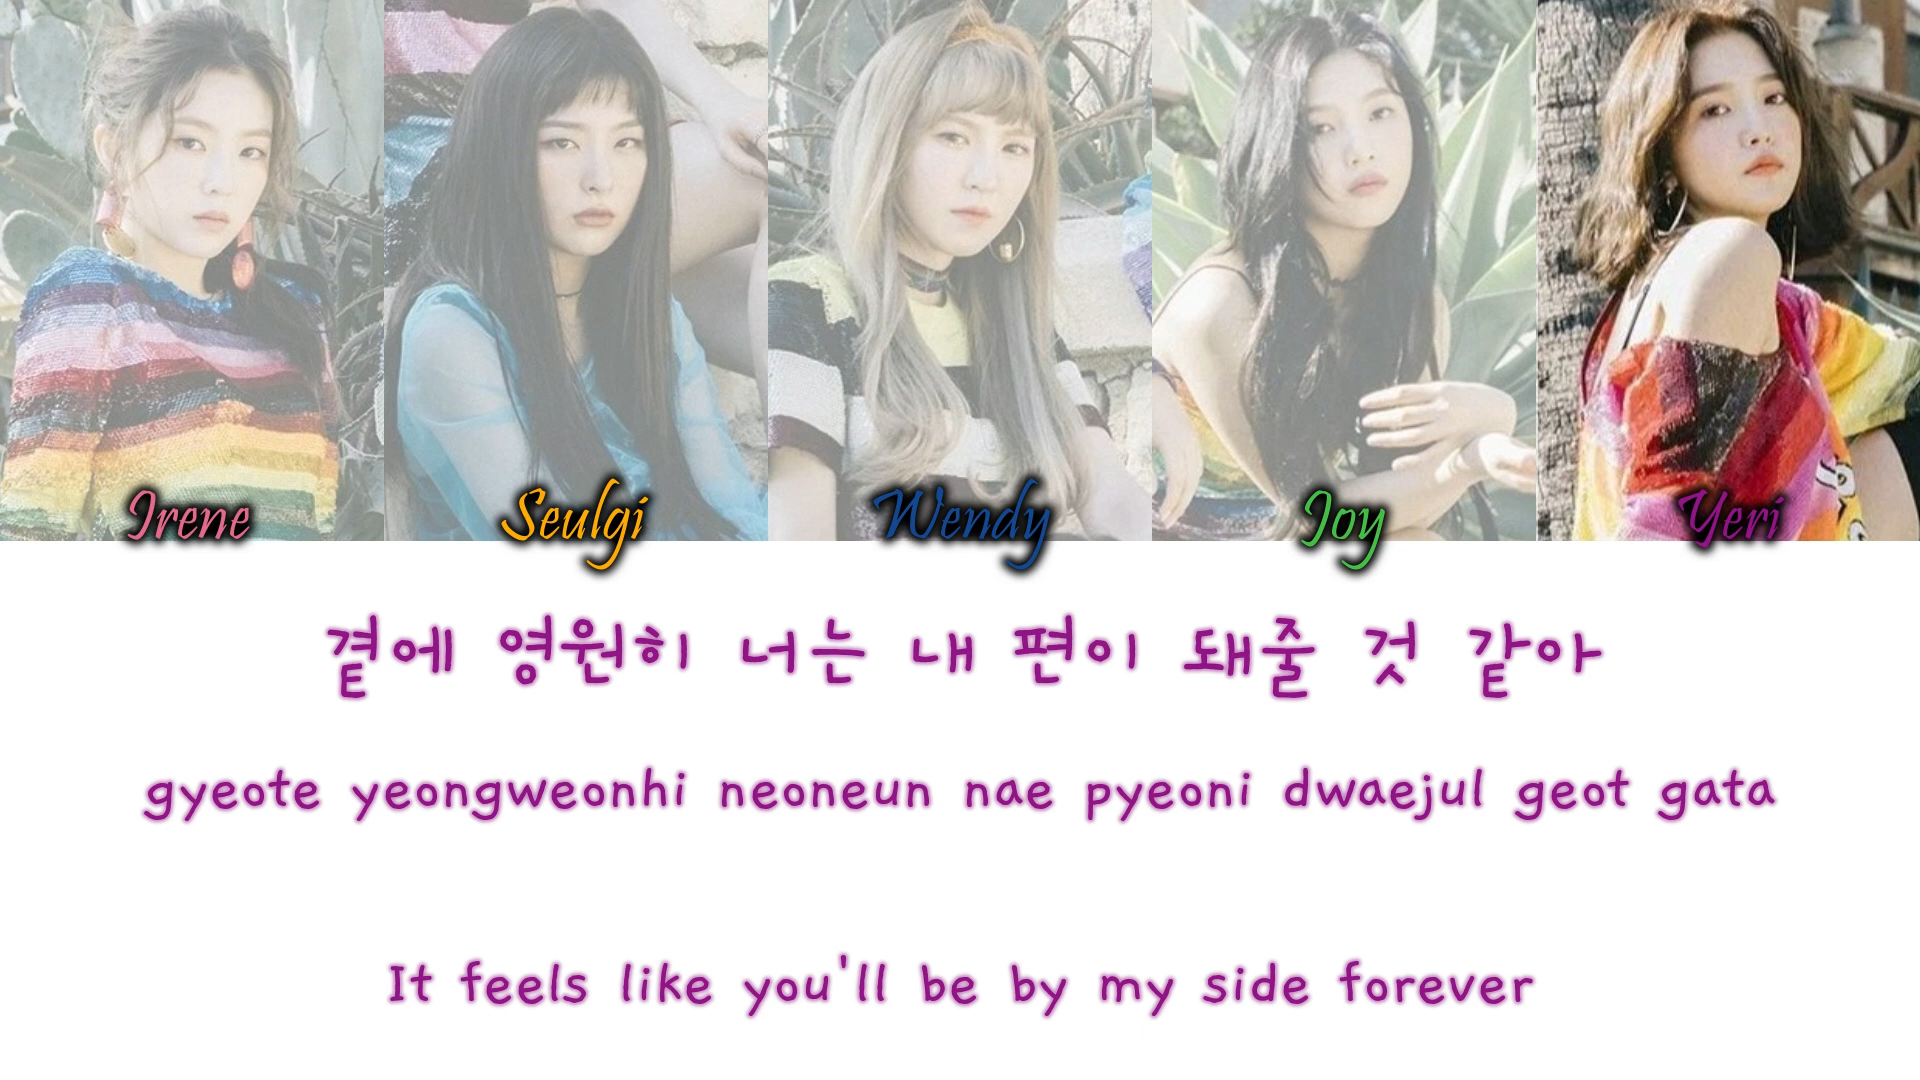 Irene Seulgi Wendy Joy Yeri
곁에 영원히 너는 내 편이 돼줄 것 같아
gyeote yeongweonhi neoneun nae pyeoni dwaejul geot gata
It feels like you'll be by my side forever